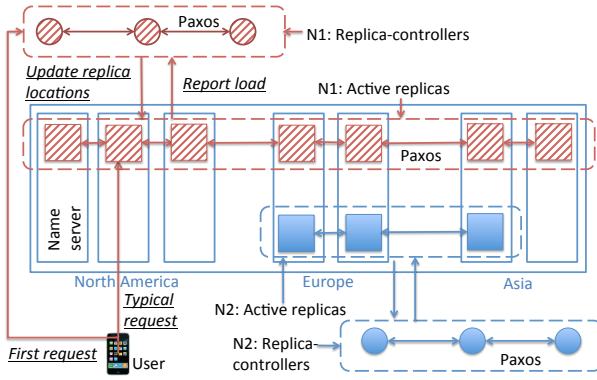 Paxos
N1: Replica-controllers
Update replica
locations
Report load
N1: Active replicas
Paxos
Name
server
North America
Europe
Asia
Typical
request
N2: Active replicas
First request
User
N2: Replica-
controllers
Paxos